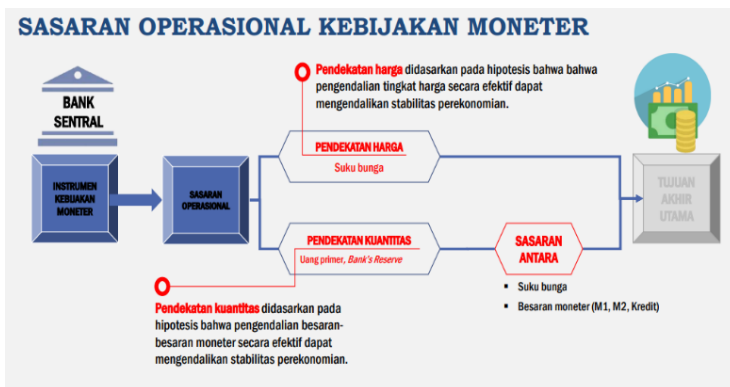 SASARAN OPERASIONAL KEBIJAKAN MONETER
Pendekatan harga didasarkan pada hipotesis bahwa bahwa
pengendalian tingkat harga secara efektif dapat
mengendalikan stabilitas perekonomian.
BANK
SENTRAL
PENDEKATAN HARGA
Suku bunga
INSTRUMEN
KEBIJAKAN
MONETER
SASARAN
OPERASIONAL
TUJUAN
AKHIR
UTAMA
PENDEKATAN KUANTITAS
Uang primer, Bank's Reserve
SASARAN
ANTARA
▪ Suku bunga
▪ Besaran moneter (M1, M2, Kredit)
Pendekatan kuantitas didasarkan pada
hipotesis bahwa pengendalian besaran-
besaran moneter secara efektif dapat
mengendalikan stabilitas perekonomian.